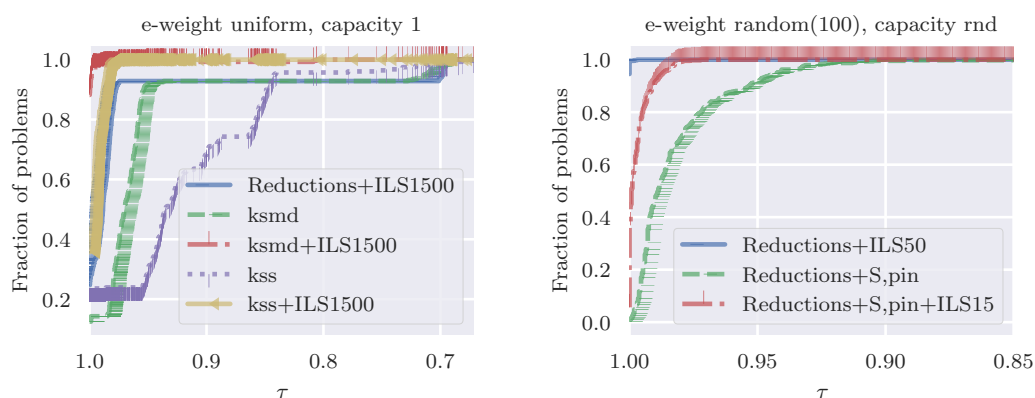 e-weight uniform, capacity 1
Fraction of problems
1.0
0.8
0.6
0.4
0.2
1.0
0.9
0.8
0.7
τ
Reductions+ILS1500
ksmd
ksmd+ILS1500
kss
kss+ILS1500
e-weight random(100), capacity rnd
Fraction of problems
1.0
0.8
0.6
0.4
0.2
0.0
1.00
0.95
0.90
0.85
τ
Reductions+ILS50
Reductions+S,pin
Reductions+S,pin+ILS15